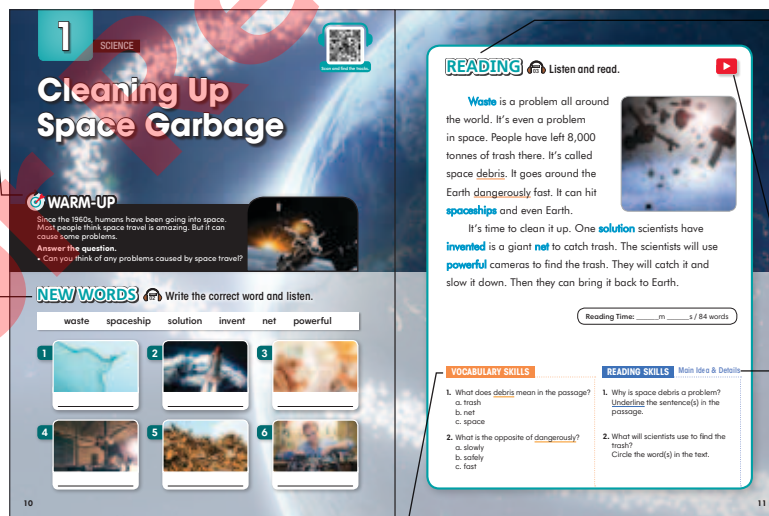 1
SCIENCE
Scan and find the tracks.
Cleaning Up
Space Garbage
WARM-UP
Since the 1960s, humans have been going into space.
Most people think space travel is amazing. But it can
cause some problems.
Answer the question.
• Can you think of any problems caused by space travel?
NEW WORDS Write the correct word and listen.
waste spaceship solution invent net powerful
1
2
3
4
5
6
10
READING Listen and read.
Waste is a problem all around
the world. It's even a problem
in space. People have left 8,000
tonnes of trash there. It's called
space debris. It goes around the
Earth dangerously fast. It can hit
spaceships and even Earth.
It's time to clean it up. One solution scientists have
invented is a giant net to catch trash. The scientists will use
powerful cameras to find the trash. They will catch it and
slow it down. Then they can bring it back to Earth.
Reading Time: ______m ______s / 84 words
VOCABULARY SKILLS
1. What does debris mean in the passage?
a. trash
b. net
c. space
2. What is the opposite of dangerously?
a. slowly
b. safely
c. fast
READING SKILLS Main Idea & Details
1. Why is space debris a problem?
Underline the sentence(s) in the
passage.
2. What will scientists use to find the
trash?
Circle the word(s) in the text.
11